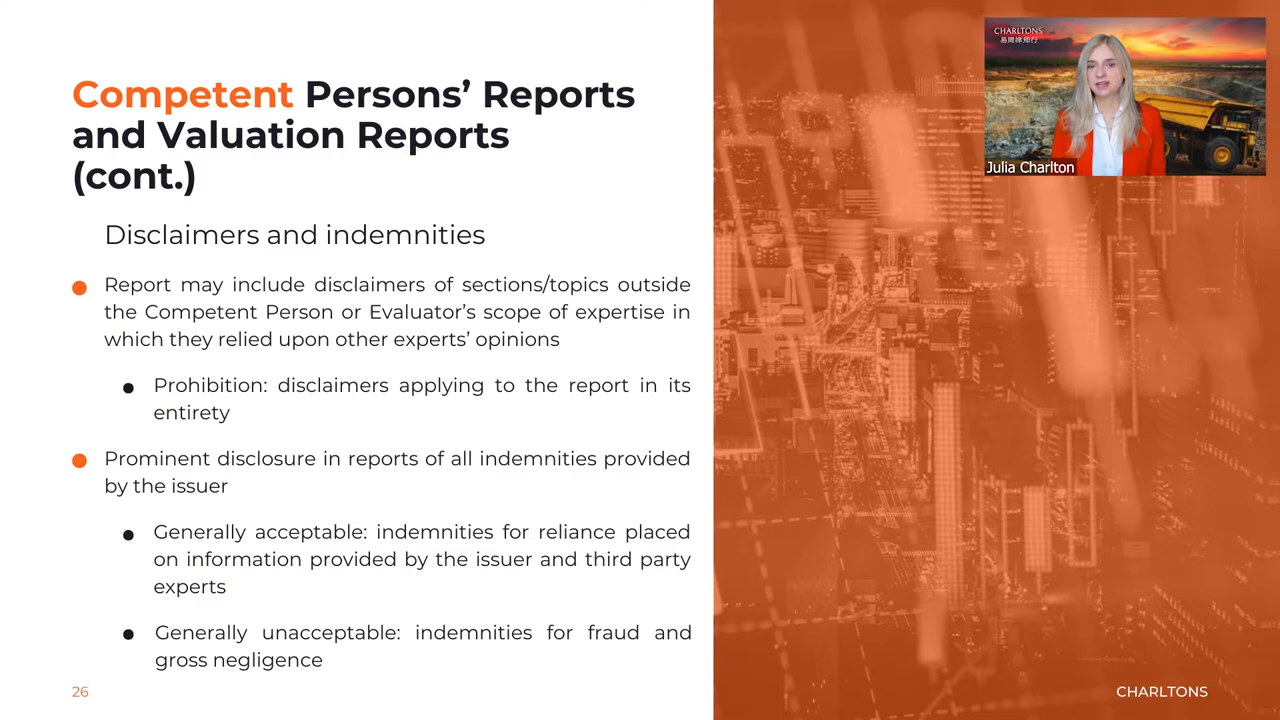 CHARLTONS
易周律师行
Julia Charlton
Competent Persons’ Reports
and Valuation Reports
(cont.)
Disclaimers and indemnities
Report may include disclaimers of sections/topics outside
the Competent Person or Evaluator’s scope of expertise in
which they relied upon other experts’ opinions
Prohibition: disclaimers applying to the report in its
entirety
Prominent disclosure in reports of all indemnities provided
by the issuer
Generally acceptable: indemnities for reliance placed
on information provided by the issuer and third party
experts
Generally unacceptable: indemnities for fraud and
gross negligence
26
CHARLTONS